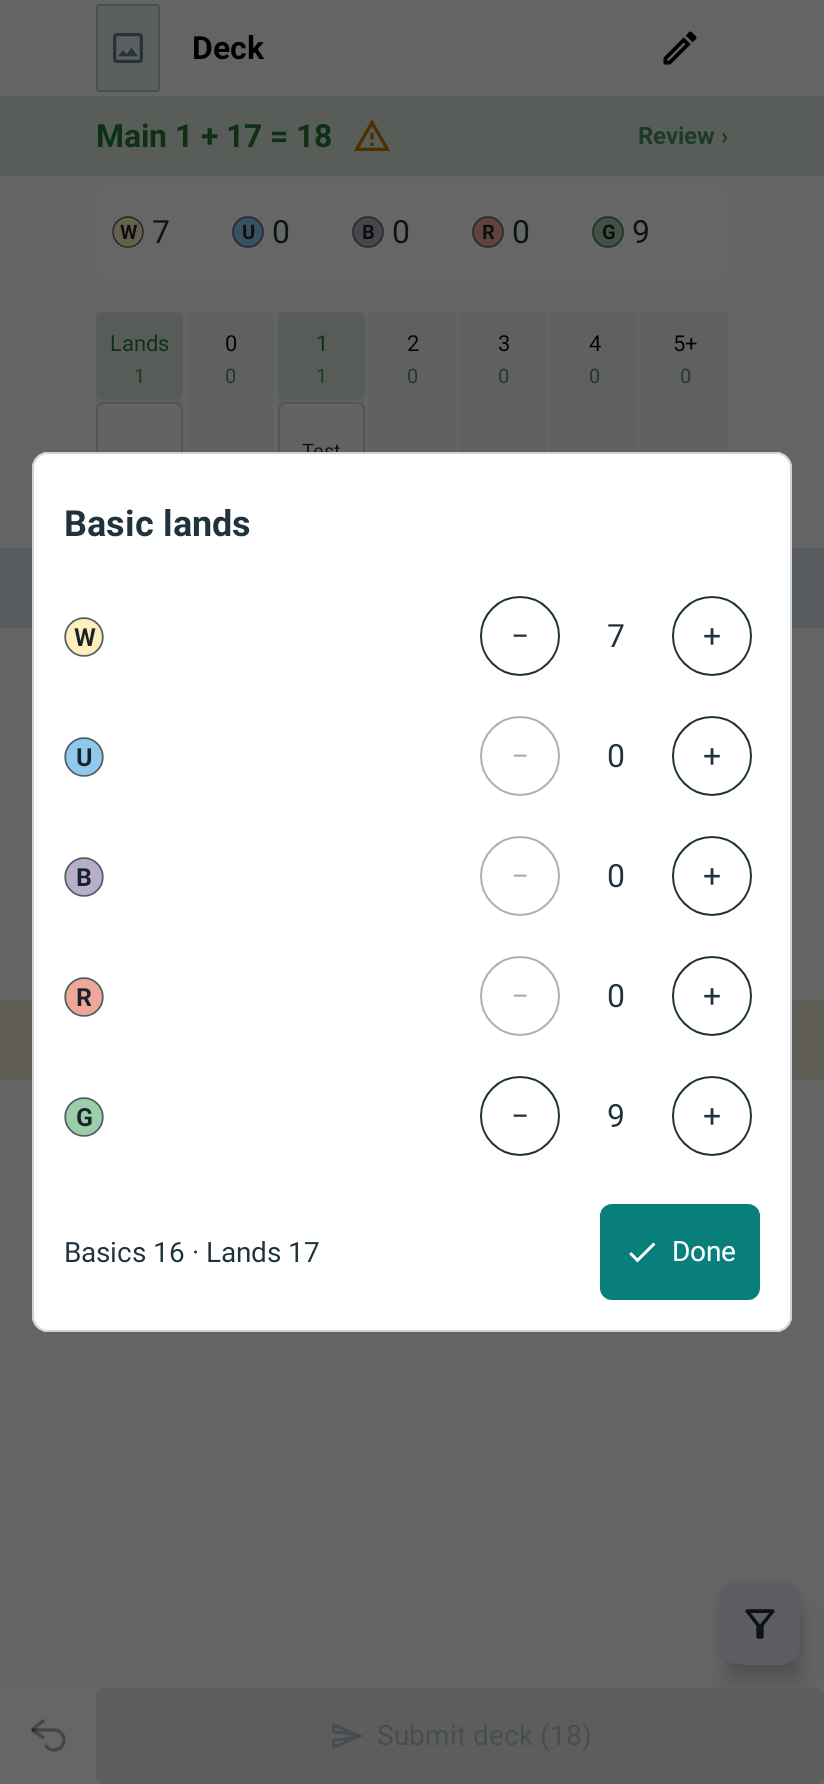 Deck
Main 1 + 17 = 18
Review ›
W 7 U 0 B 0 R 0 G 9
Lands 0 1 2 3 4 5+
1 0 1 0 0 0 0
Test
Basic lands
W − 7 +
U − 0 +
B − 0 +
R − 0 +
G − 9 +
Basics 16 · Lands 17
Done
Submit deck (18)